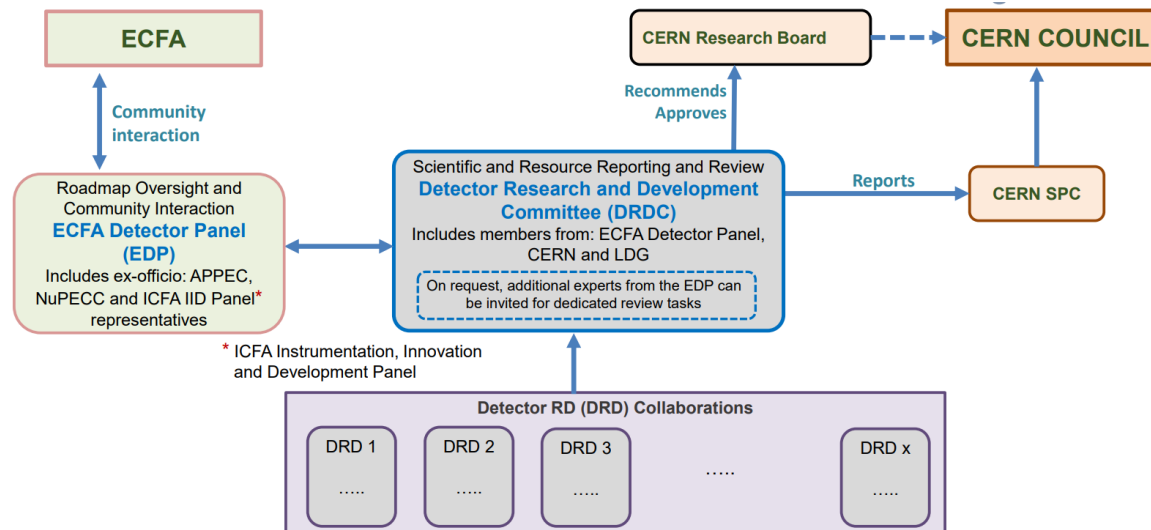 ECFA
CERN Research Board
CERN COUNCIL
Community
interaction
Recommends
Approves
Roadmap Oversight and
Community Interaction
ECFA Detector Panel
(EDP)
Includes ex-officio: APPEC,
NuPECC and ICFA IID Panel*
representatives
Scientific and Resource Reporting and Review
Detector Research and Development
Committee (DRDC)
Includes members from: ECFA Detector Panel,
CERN and LDG
On request, additional experts from the EDP can
be invited for dedicated review tasks
Reports
CERN SPC
* ICFA Instrumentation, Innovation
and Development Panel
Detector RD (DRD) Collaborations
DRD 1
DRD 2
DRD 3
DRD x
…..
…..
…..
…..
…..